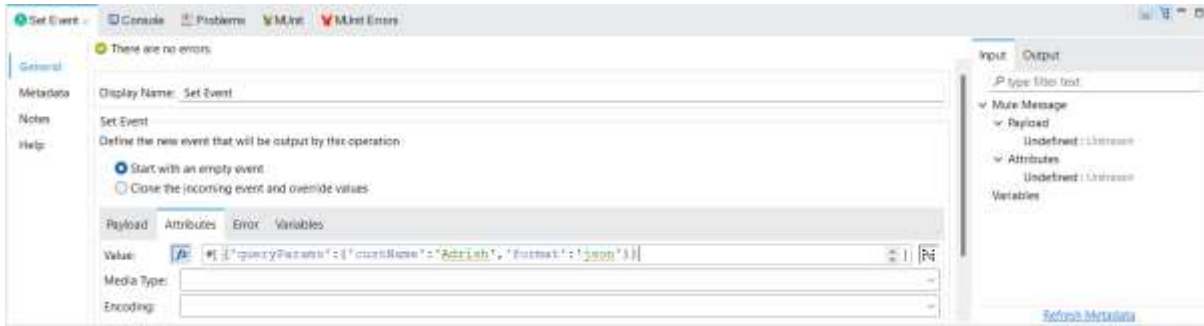 Set Event
Console
Problems
MUnit
MUnit Errors
There are no errors.
General
Metadata
Notes
Help
Display Name: Set Event
Set Event
Define the new event that will be output by this operation
Start with an empty event
Clone the incoming event and override values
Payload Attributes Error Variables
Value: fx #[ {'queryParams':{'custName':'Adrish','format':'json'}} ]
Media Type:
Encoding:
Input Output
type filter text
Mule Message
Payload
Undefined : Unknown
Attributes
Undefined : Unknown
Variables
Refresh Metadata